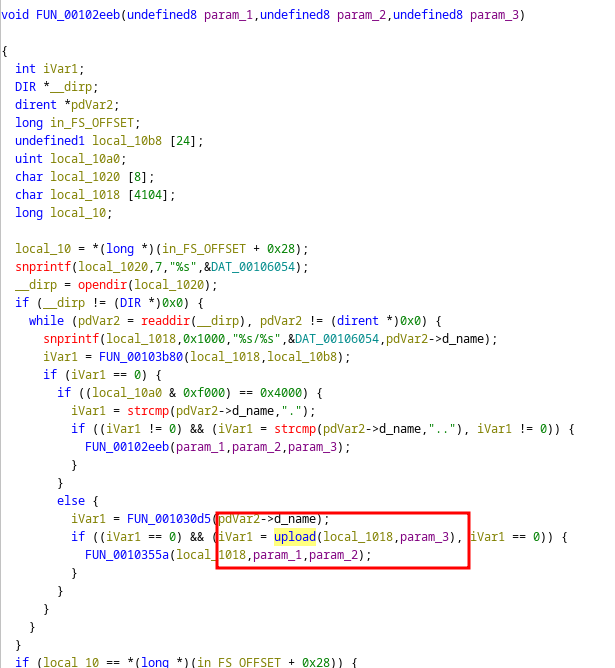 void FUN_00102eeb(undefined8 param_1,undefined8 param_2,undefined8 param_3)
{
int iVar1;
DIR *__dirp;
dirent *pdVar2;
long in_FS_OFFSET;
undefined1 local_10b8 [24];
uint local_10a0;
char local_1020 [8];
char local_1018 [4104];
long local_10;
local_10 = *(long *)(in_FS_OFFSET + 0x28);
snprintf(local_1020,7,"%s",&DAT_00106054);
__dirp = opendir(local_1020);
if (__dirp != (DIR *)0x0) {
while (pdVar2 = readdir(__dirp), pdVar2 != (dirent *)0x0) {
snprintf(local_1018,0x1000,"%s/%s",&DAT_00106054,pdVar2->d_name);
iVar1 = FUN_00103b80(local_1018,local_10b8);
if (iVar1 == 0) {
if ((local_10a0 & 0xf000) == 0x4000) {
iVar1 = strcmp(pdVar2->d_name,".");
if ((iVar1 != 0) && (iVar1 = strcmp(pdVar2->d_name,".."), iVar1 != 0)) {
FUN_00102eeb(param_1,param_2,param_3);
}
}
else {
iVar1 = FUN_001030d5(pdVar2->d_name);
if ((iVar1 == 0) && (iVar1 = upload(local_1018,param_3), iVar1 == 0)) {
FUN_0010355a(local_1018,param_1,param_2);
}
}
}
}
}
if (local_10 == *(long *)(in_FS_OFFSET + 0x28)) {